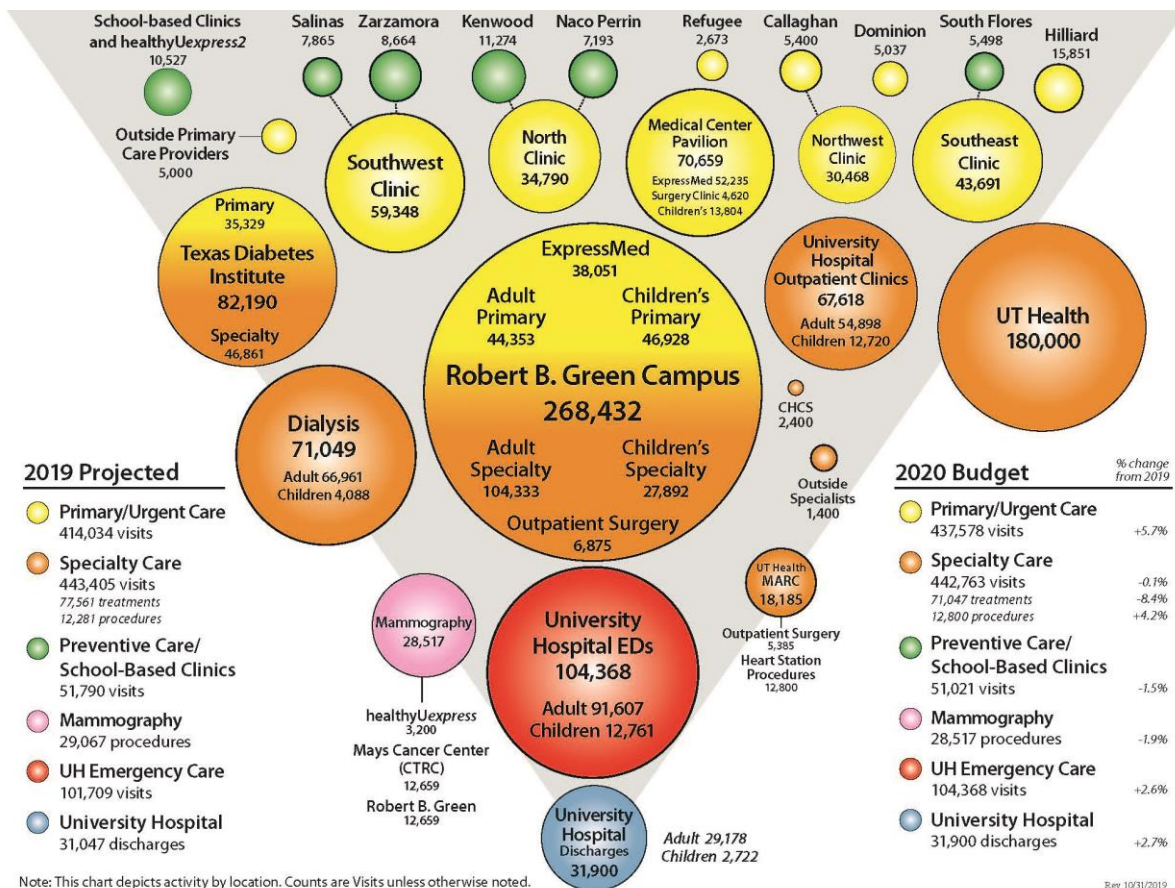 School-based Clinics
and healthyUexpress2
10,527
Salinas
7,865
Zarzamora
8,664
Kenwood
11,274
Naco Perrin
7,193
Refugee
2,673
Callaghan
5,400
Dominion
5,037
South Flores
5,498
Hilliard
15,851
Outside Primary
Care Providers
5,000
Southwest
Clinic
59,348
North
Clinic
34,790
Medical Center
Pavilion
70,659
ExpressMed 52,235
Surgery Clinic 4,620
Children's 13,804
Northwest
Clinic
30,468
Southeast
Clinic
43,691
Primary
35,329
Texas Diabetes
Institute
82,190
Specialty
46,861
ExpressMed
38,051
Adult
Primary
44,353
Children's
Primary
46,928
Robert B. Green Campus
268,432
Adult
Specialty
104,333
Children's
Specialty
27,892
Outpatient Surgery
6,875
University
Hospital
Outpatient Clinics
67,618
Adult 54,898
Children 12,720
UT Health
180,000
Dialysis
71,049
Adult 66,961
Children 4,088
CHCS
2,400
Outside
Specialists
1,400
UT Health
MARC
18,185
Outpatient Surgery
5,385
Heart Station
Procedures
12,800
Mammography
28,517
healthyUexpress
3,200
Mays Cancer Center
(CTRC)
12,659
Robert B. Green
12,659
University
Hospital EDs
104,368
Adult 91,607
Children 12,761
University
Hospital
Discharges
31,900
Adult 29,178
Children 2,722
2019 Projected
Primary/Urgent Care
414,034 visits
Specialty Care
443,405 visits
77,561 treatments
12,281 procedures
Preventive Care/
School-Based Clinics
51,790 visits
Mammography
29,067 procedures
UH Emergency Care
101,709 visits
University Hospital
31,047 discharges
2020 Budget
% change
from 2019
Primary/Urgent Care
437,578 visits +5.7%
Specialty Care
442,763 visits -0.1%
71,047 treatments -8.4%
12,800 procedures +4.2%
Preventive Care/
School-Based Clinics
51,021 visits -1.5%
Mammography
28,517 procedures -1.9%
UH Emergency Care
104,368 visits +2.6%
University Hospital
31,900 discharges +2.7%
Note: This chart depicts activity by location. Counts are Visits unless otherwise noted.
Rev 10/31/2019